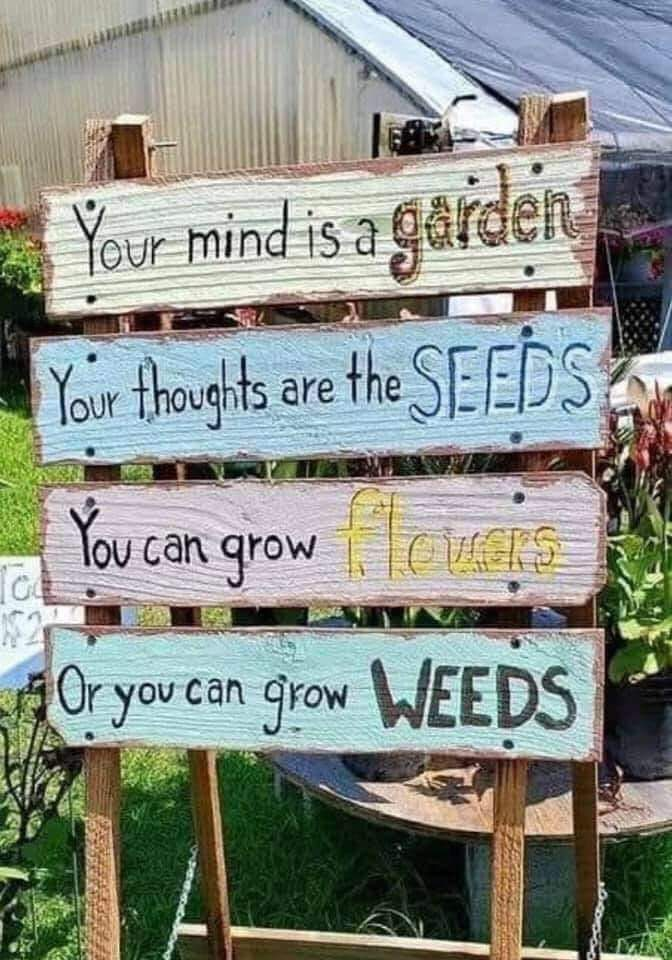 Your mind is a garden
Your thoughts are the SEEDS
You can grow flowers
Or you can grow WEEDS